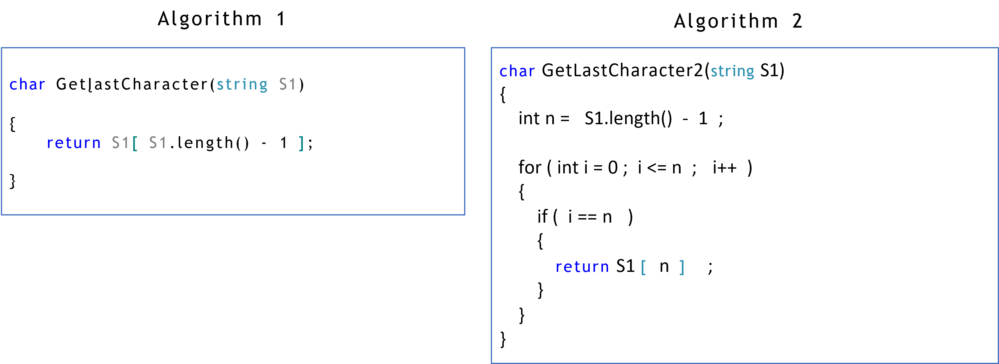 Algorithm 1
char GetlastCharacter(string S1)
{
return S1[ S1.length() - 1 ];
}
Algorithm 2
char GetLastCharacter2(string S1)
{
int n = S1.length() - 1 ;
for ( int i = 0 ; i <= n ; i++ )
{
if ( i == n )
{
return S1 [ n ] ;
}
}
}